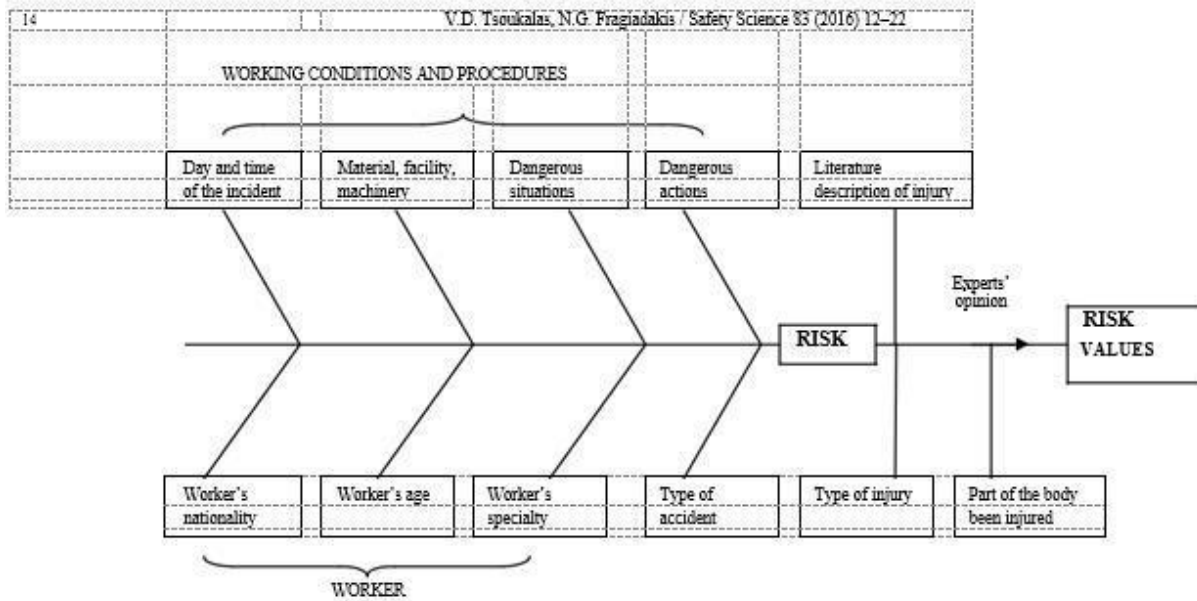 14
V.D. Tsoukalas, N.G. Fragiadakis / Safety Science 83 (2016) 12–22
WORKING CONDITIONS AND PROCEDURES
Day and time
of the incident
Material, facility,
machinery
Dangerous
situations
Dangerous
actions
Literature
description of injury
Experts'
opinion
RISK
RISK
VALUES
Worker's
nationality
Worker's age
Worker's
specialty
Type of
accident
Type of injury
Part of the body
been injured
WORKER